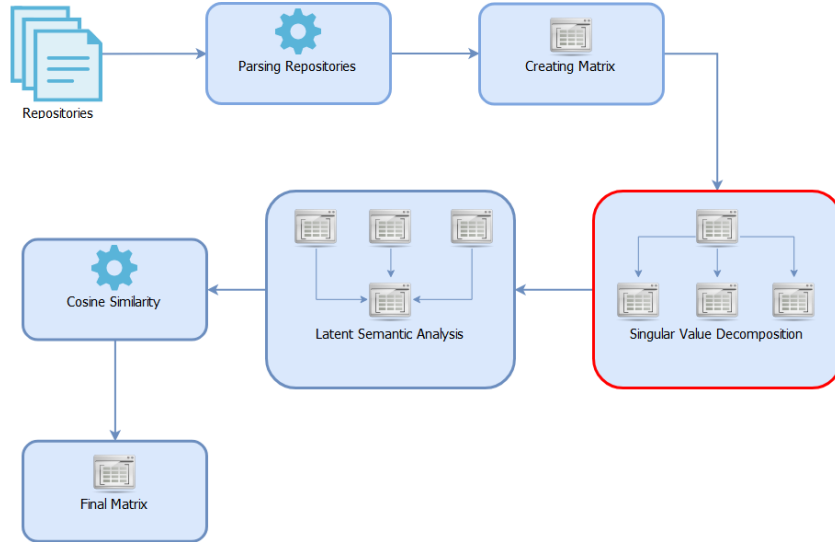 Repositories
Parsing Repositories
Creating Matrix
Singular Value Decomposition
Latent Semantic Analysis
Cosine Similarity
Final Matrix